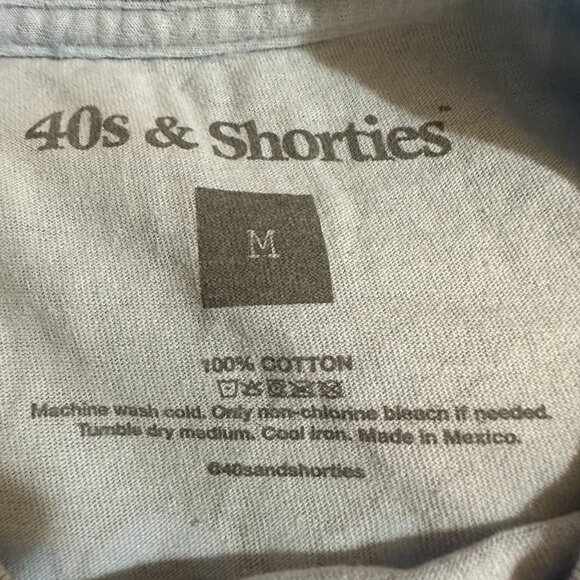 40s & Shorties
M
100% COTTON
Machine wash cold. Only non-chlorine bleach if needed.
Tumble dry medium. Cool iron. Made in Mexico.
@40sandshorties